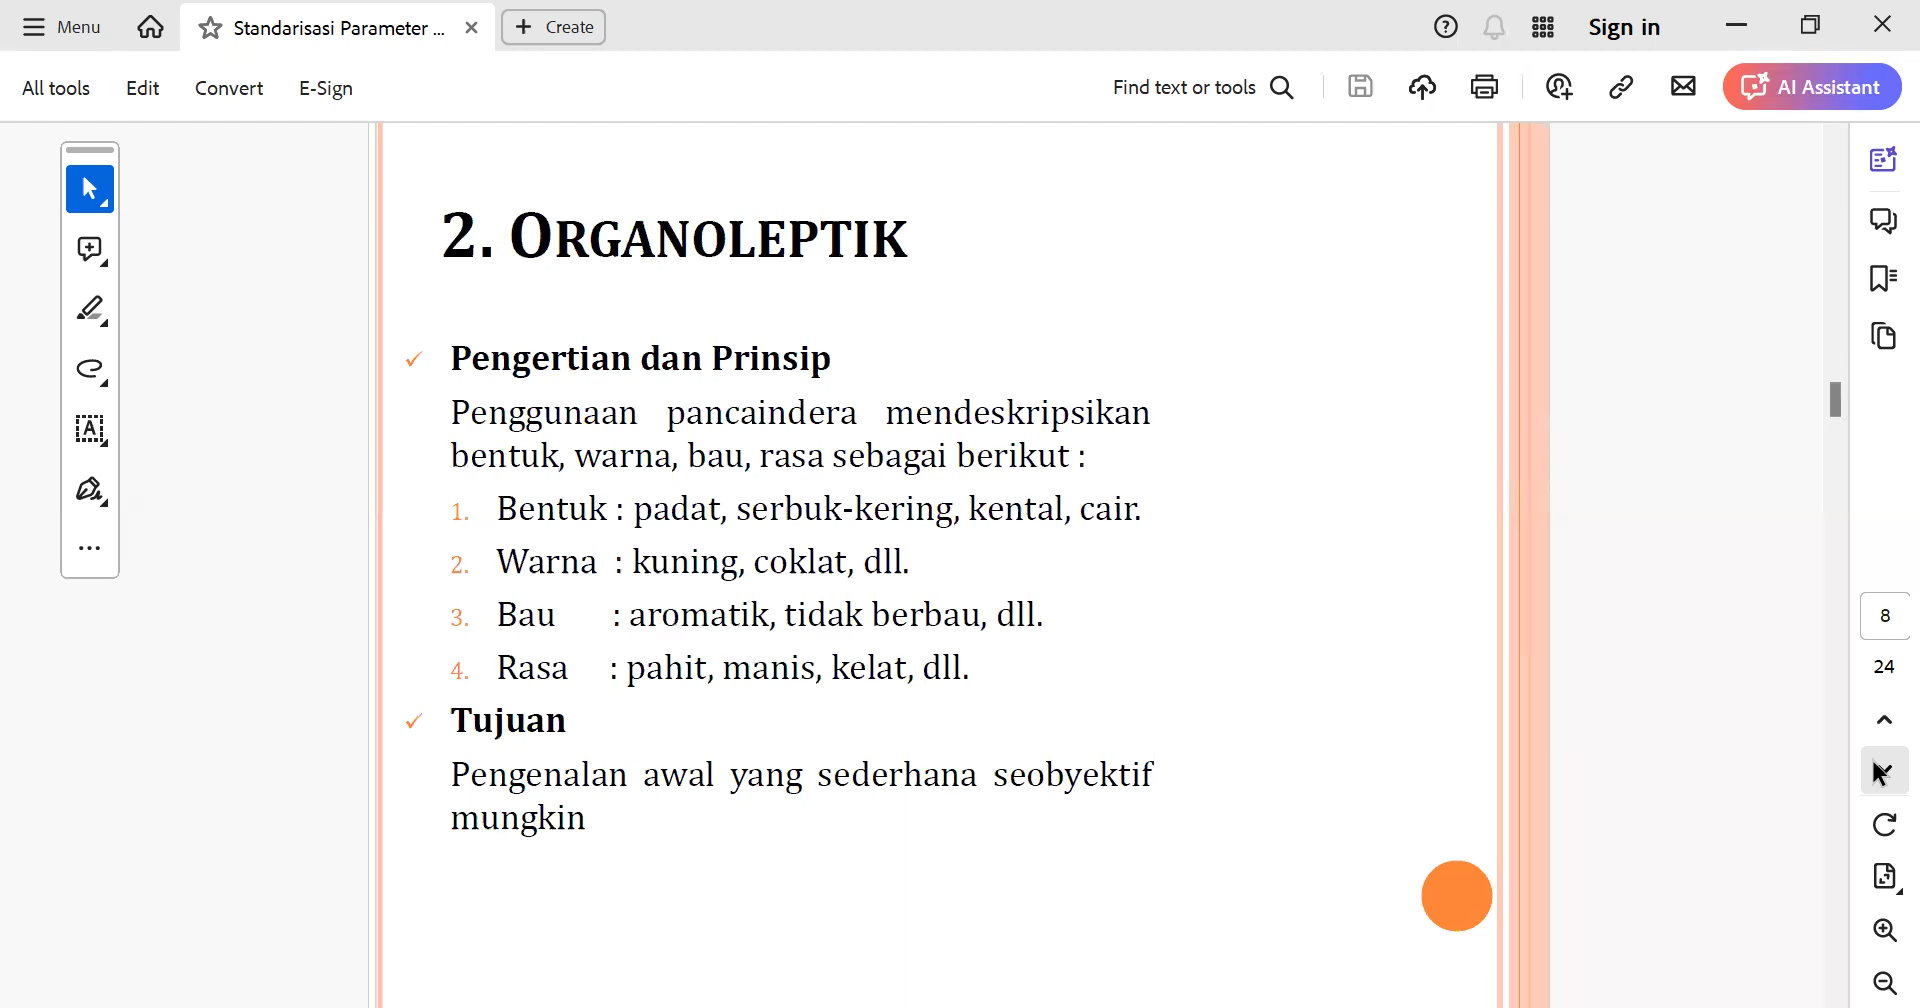 Menu
Standarisasi Parameter ...
Create
Sign in
All tools
Edit
Convert
E-Sign
Find text or tools
AI Assistant
2. ORGANOLEPTIK
Pengertian dan Prinsip
Penggunaan pancaindera mendeskripsikan
bentuk, warna, bau, rasa sebagai berikut :
1. Bentuk : padat, serbuk-kering, kental, cair.
2. Warna : kuning, coklat, dll.
3. Bau : aromatik, tidak berbau, dll.
4. Rasa : pahit, manis, kelat, dll.
Tujuan
Pengenalan awal yang sederhana seobyektif
mungkin
8
24